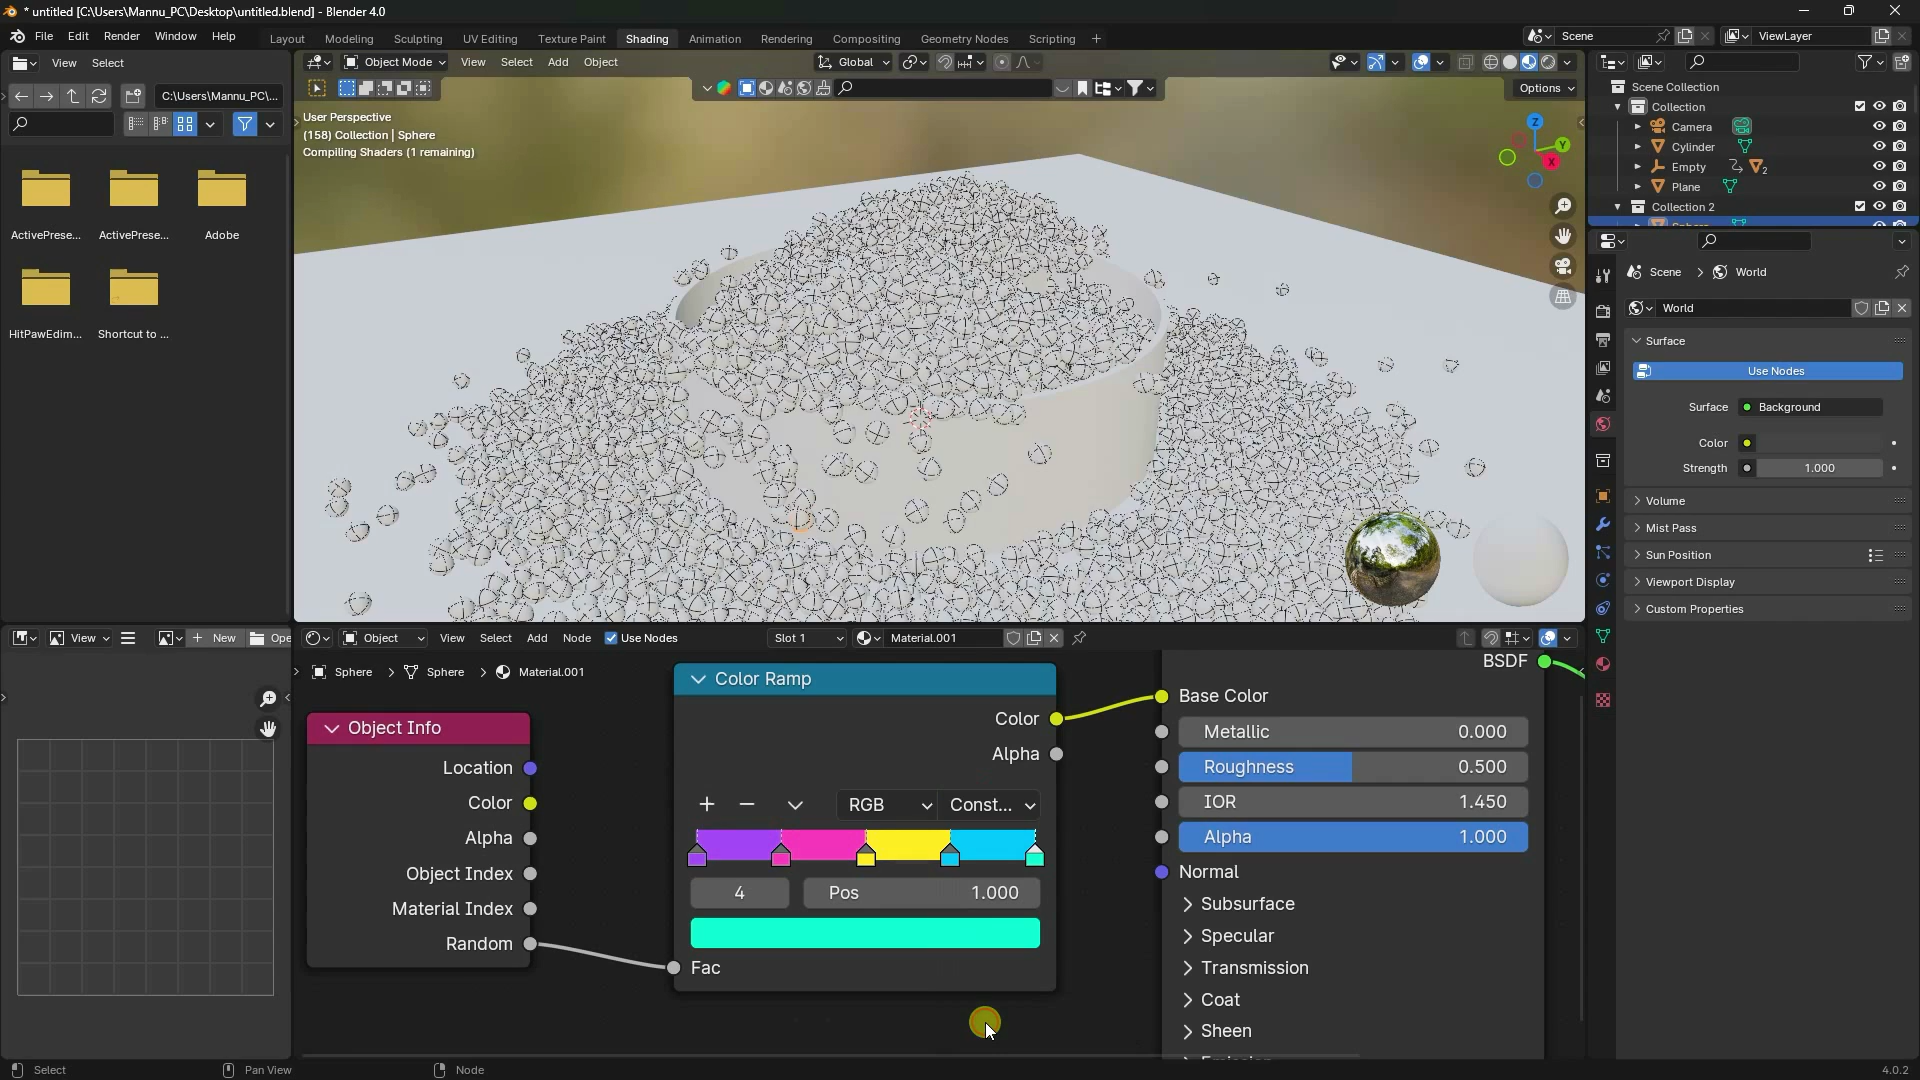 * untitled [C:\Users\Mannu_PC\Desktop\untitled.blend] - Blender 4.0
File Edit Render Window Help
Layout Modeling Sculpting UV Editing Texture Paint Shading Animation Rendering Compositing Geometry Nodes Scripting +
Scene ViewLayer
View Select
Object Mode View Select Add Object Global
C:\Users\Mannu_PC\...
Options
User Perspective
(158) Collection | Sphere
Compiling Shaders (1 remaining)
Z
Y
X
ActivePrese... ActivePrese... Adobe
HitPawEdim... Shortcut to ...
Scene Collection
Collection
Camera
Cylinder
Empty 2
Plane
Collection 2
Scene > World
World
Surface
Use Nodes
Surface Background
Color
Strength 1.000
Volume
Mist Pass
Sun Position
Viewport Display
Custom Properties
View + New Ope
Object View Select Add Node Use Nodes Slot 1 Material.001
Sphere > Sphere > Material.001
Object Info
Location
Color
Alpha
Object Index
Material Index
Random
Color Ramp
Color
Alpha
+ − RGB Const...
4 Pos 1.000
Fac
BSDF
Base Color
Metallic 0.000
Roughness 0.500
IOR 1.450
Alpha 1.000
Normal
Subsurface
Specular
Transmission
Coat
Sheen
Select Pan View Node 4.0.2